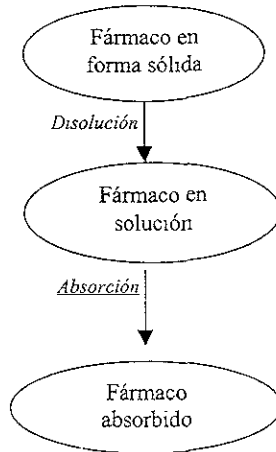 Fármaco en
forma sólida
Disolución
Fármaco en
solución
Absorción
Fármaco
absorbido